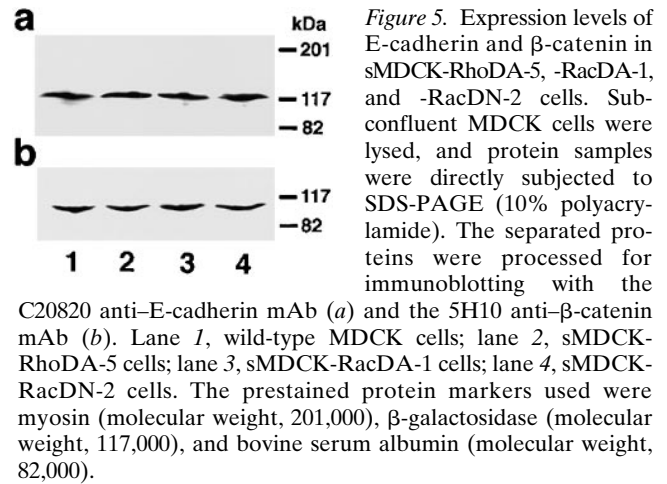 a
kDa
201
117
82
b
117
82
1 2 3 4
Figure 5. Expression levels of
E-cadherin and β-catenin in
sMDCK-RhoDA-5, -RacDA-1,
and -RacDN-2 cells. Sub-
confluent MDCK cells were
lysed, and protein samples
were directly subjected to
SDS-PAGE (10% polyacry-
lamide). The separated pro-
teins were processed for
immunoblotting with the
C20820 anti–E-cadherin mAb (a) and the 5H10 anti–β-catenin
mAb (b). Lane 1, wild-type MDCK cells; lane 2, sMDCK-
RhoDA-5 cells; lane 3, sMDCK-RacDA-1 cells; lane 4, sMDCK-
RacDN-2 cells. The prestained protein markers used were
myosin (molecular weight, 201,000), β-galactosidase (molecular
weight, 117,000), and bovine serum albumin (molecular weight,
82,000).